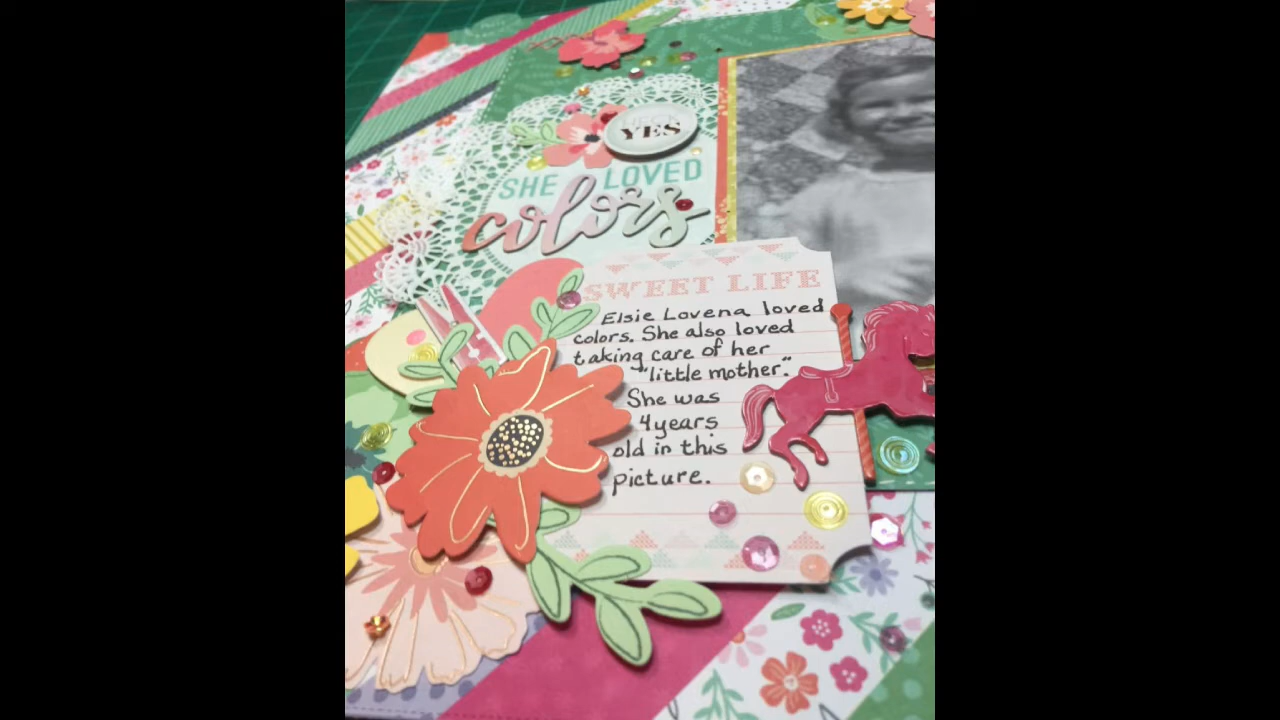 HECK
YES
SHE LOVED
colors
SWEET LIFE
Elsie Lovena loved
colors. She also loved
taking care of her
"little mother."
She was
4 years
old in this
picture.